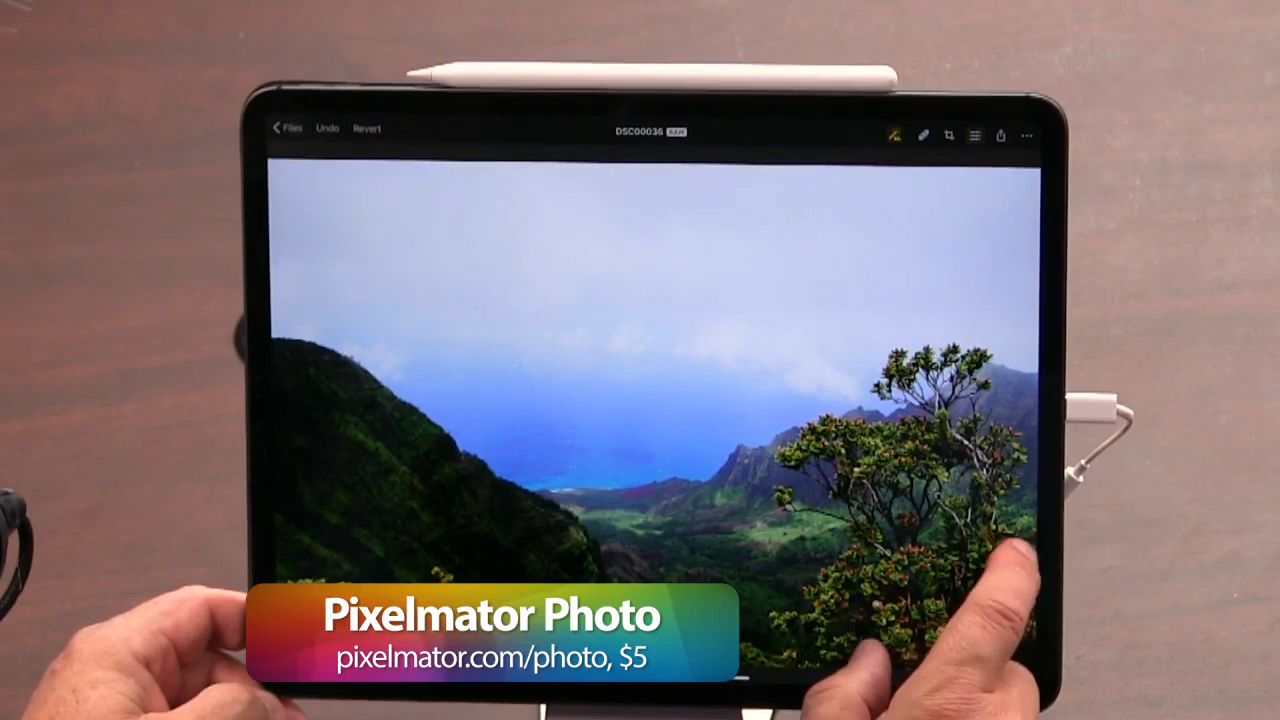 Files Undo Revert DSC00036 RAW
Pixelmator Photo
pixelmator.com/photo, $5